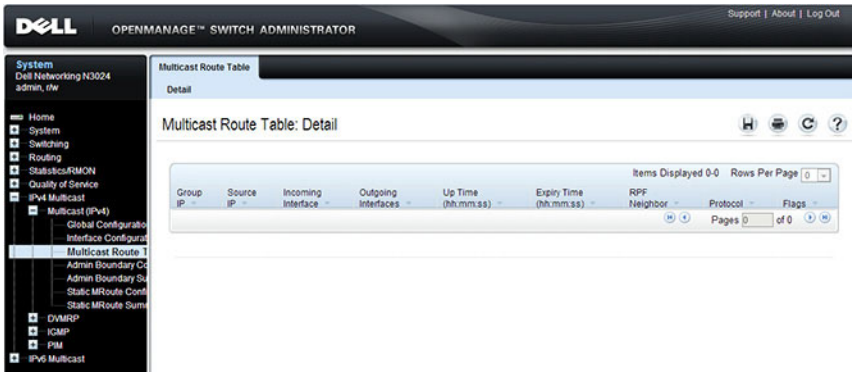 Support | About | Log Out
DELL
OPENMANAGE™ SWITCH ADMINISTRATOR
System
Dell Networking N3024
admin, r/w
Home
System
Switching
Routing
Statistics/RMON
Quality of Service
IPv4 Multicast
Multicast (IPv4)
Global Configuratio
Interface Configurat
Multicast Route T
Admin Boundary Co
Admin Boundary Su
Static MRoute Confi
Static MRoute Summ
DVMRP
IGMP
PIM
IPv6 Multicast
Multicast Route Table
Detail
Multicast Route Table: Detail
Items Displayed 0-0 Rows Per Page 0
Group IP
Source IP
Incoming Interface
Outgoing Interfaces
Up Time (hh:mm:ss)
Expiry Time (hh:mm:ss)
RPF Neighbor
Protocol
Flags
Pages 0 of 0